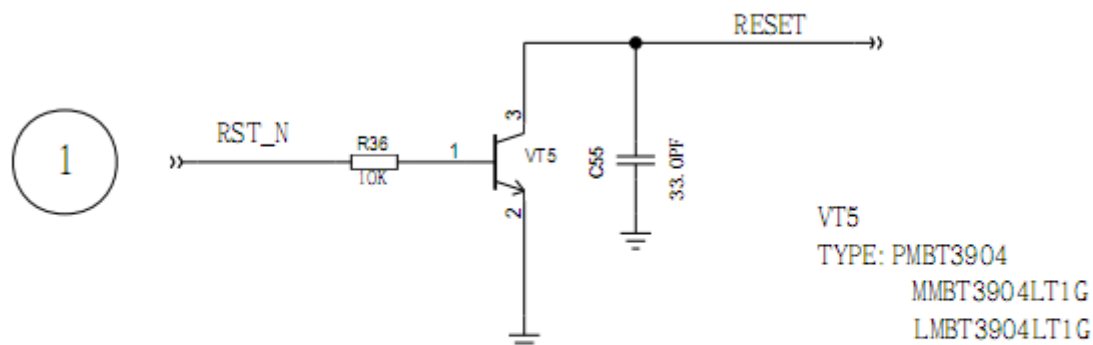 RESET
3
RST_N
R36
1
VT5
10K
1
C55
33.0PF
2
VT5
TYPE: PMBT3904
MMBT3904LT1G
LMBT3904LT1G